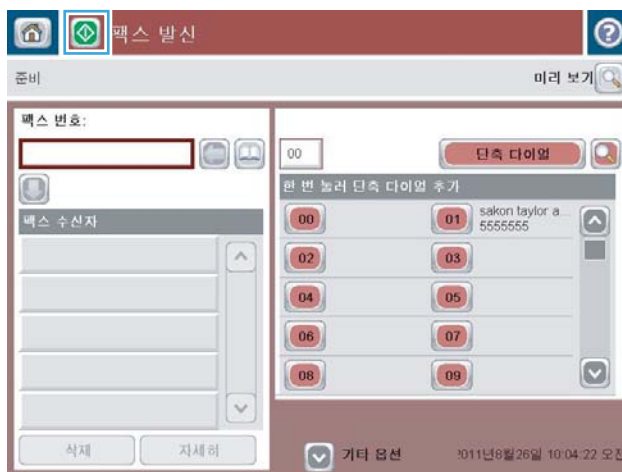 팩스 발신
준비
미리 보기
팩스 번호:
00
단축 다이얼
한 번 눌러 단축 다이얼 추가
팩스 수신자
00
01
sakon taylor a...
5555555
02
03
04
05
06
07
08
09
삭제
자세히
기타 옵션
2011년8월26일 10:04:22 오전